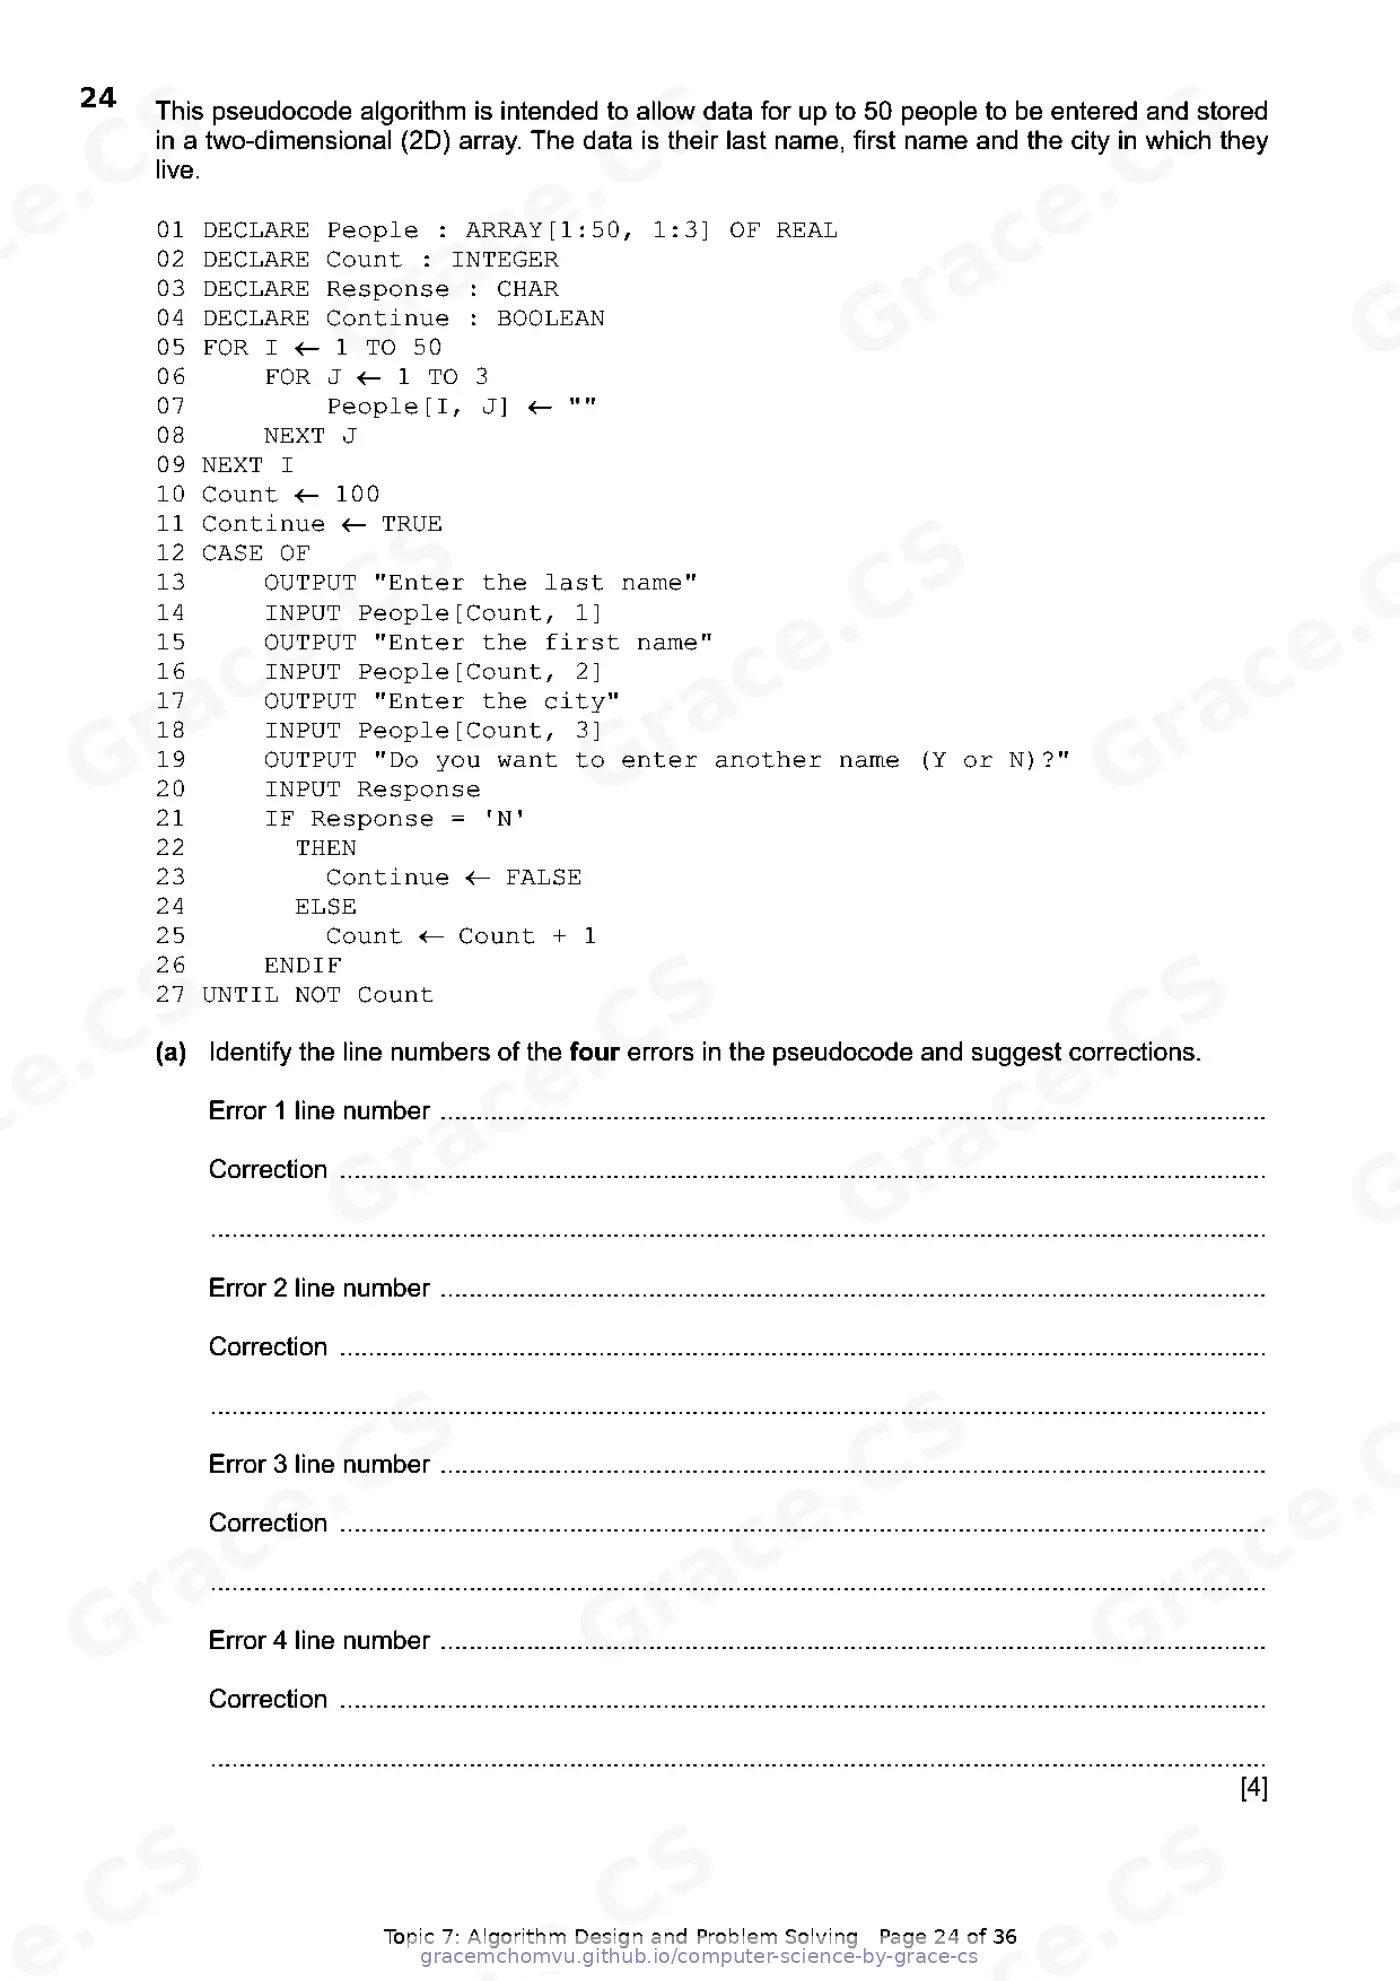 24
This pseudocode algorithm is intended to allow data for up to 50 people to be entered and stored
in a two-dimensional (2D) array. The data is their last name, first name and the city in which they
live.
01 DECLARE People : ARRAY[1:50, 1:3] OF REAL
02 DECLARE Count : INTEGER
03 DECLARE Response : CHAR
04 DECLARE Continue : BOOLEAN
05 FOR I ← 1 TO 50
06     FOR J ← 1 TO 3
07         People[I, J] ← ""
08     NEXT J
09 NEXT I
10 Count ← 100
11 Continue ← TRUE
12 CASE OF
13     OUTPUT "Enter the last name"
14     INPUT People[Count, 1]
15     OUTPUT "Enter the first name"
16     INPUT People[Count, 2]
17     OUTPUT "Enter the city"
18     INPUT People[Count, 3]
19     OUTPUT "Do you want to enter another name (Y or N)?"
20     INPUT Response
21     IF Response = 'N'
22       THEN
23         Continue ← FALSE
24       ELSE
25         Count ← Count + 1
26     ENDIF
27 UNTIL NOT Count
(a) Identify the line numbers of the four errors in the pseudocode and suggest corrections.
Error 1 line number
Correction
Error 2 line number
Correction
Error 3 line number
Correction
Error 4 line number
Correction
[4]
Topic 7: Algorithm Design and Problem Solving Page 24 of 36
gracemchomvu.github.io/computer-science-by-grace-cs